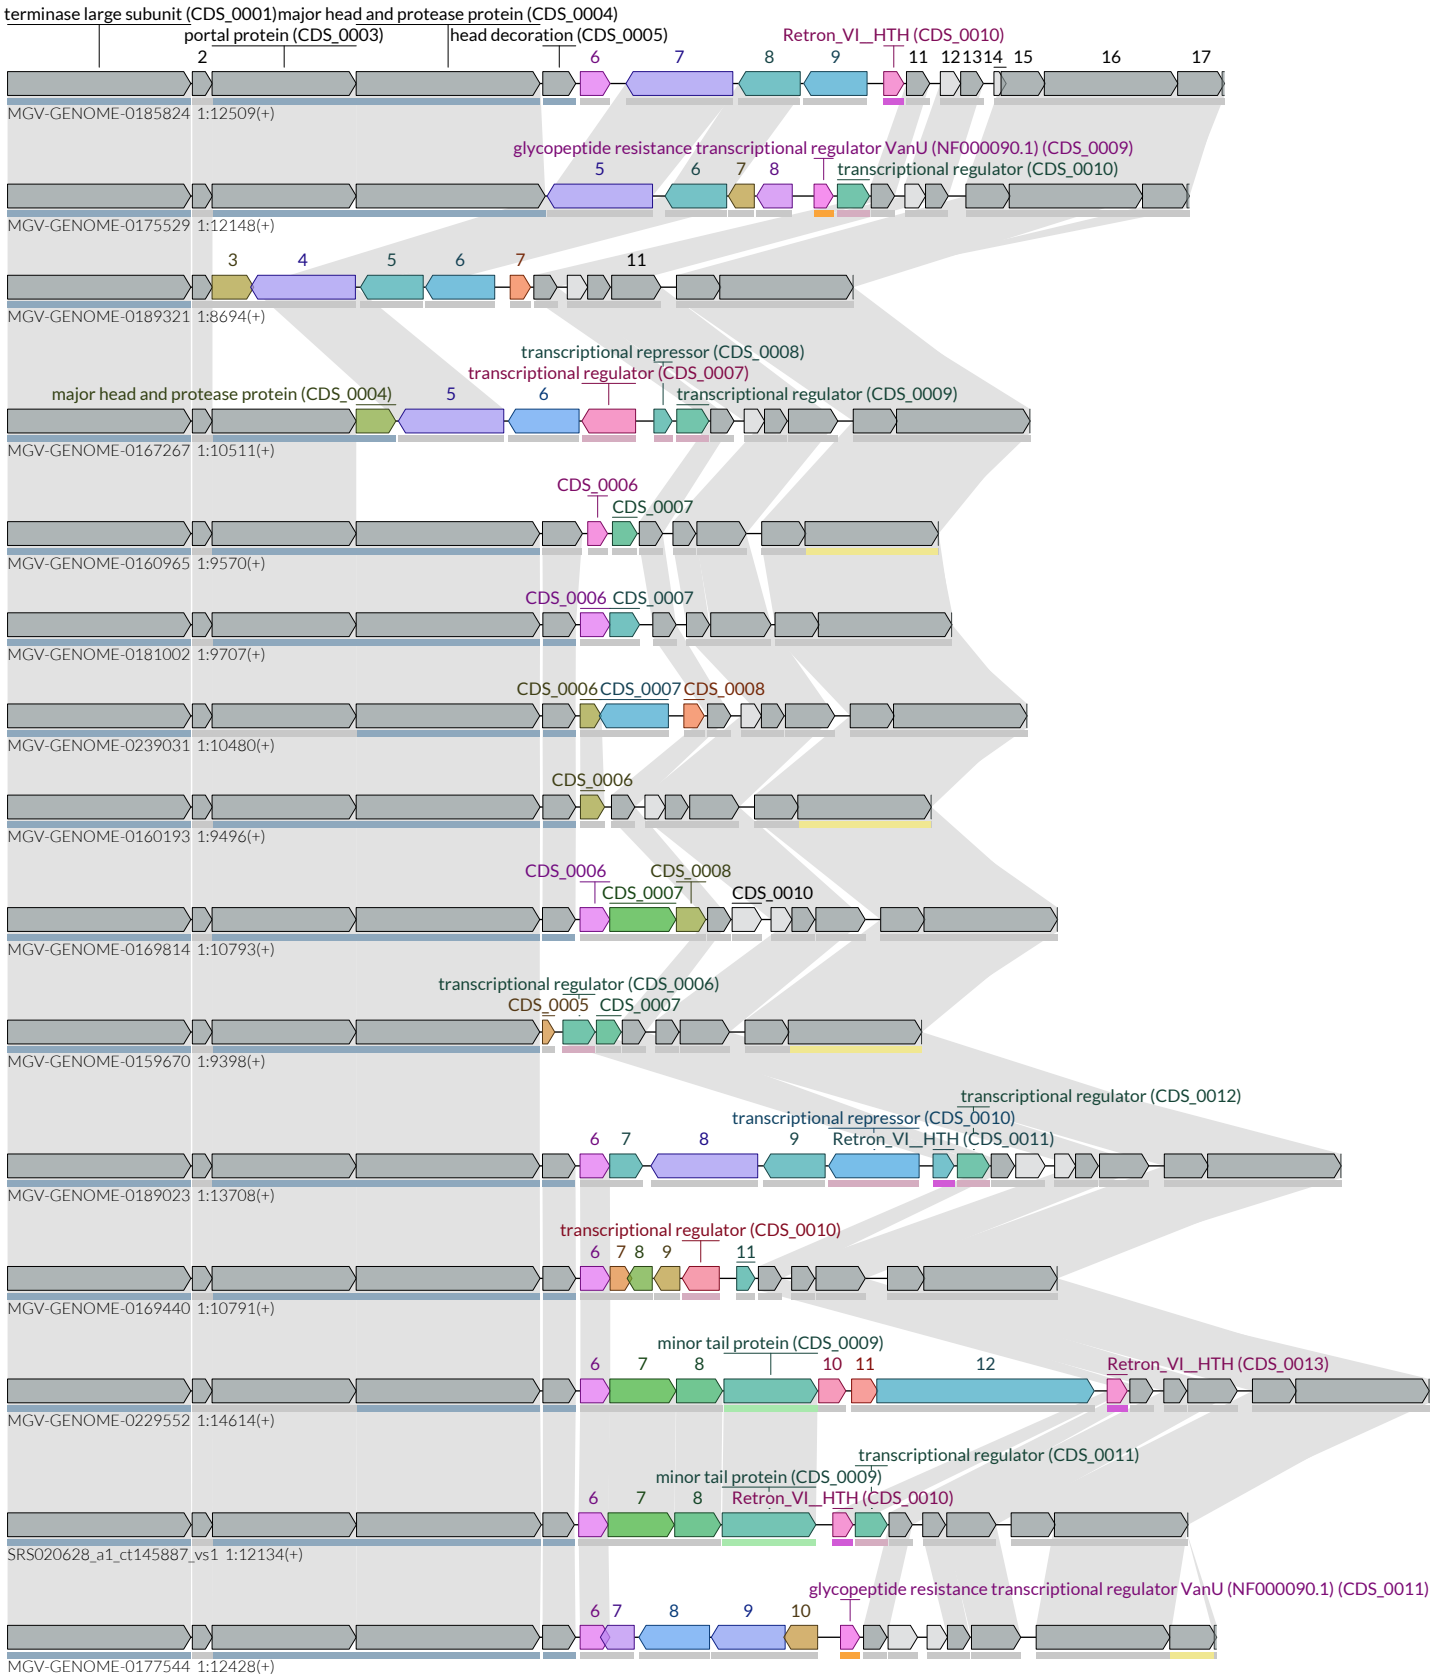 terminase large subunit (CDS_0001) major head and protease protein (CDS_0004)
2 portal protein (CDS_0003) head decoration (CDS_0005) Retron_VI__HTH (CDS_0010)
6 7 8 9 11 12 13 14 15 16 17
MGV-GENOME-0185824 1:12509(+)
glycopeptide resistance transcriptional regulator VanU (NF000090.1) (CDS_0009)
5 6 7 8 transcriptional regulator (CDS_0010)
MGV-GENOME-0175529 1:12148(+)
3 4 5 6 7 11
MGV-GENOME-0189321 1:8694(+)
transcriptional repressor (CDS_0008)
transcriptional regulator (CDS_0007)
major head and protease protein (CDS_0004) 5 6 transcriptional regulator (CDS_0009)
MGV-GENOME-0167267 1:10511(+)
CDS_0006
CDS_0007
MGV-GENOME-0160965 1:9570(+)
CDS_0006 CDS_0007
MGV-GENOME-0181002 1:9707(+)
CDS_0006 CDS_0007 CDS_0008
MGV-GENOME-0239031 1:10480(+)
CDS_0006
MGV-GENOME-0160193 1:9496(+)
CDS_0006 CDS_0008
CDS_0007 CDS_0010
MGV-GENOME-0169814 1:10793(+)
transcriptional regulator (CDS_0006)
CDS_0005 CDS_0007
MGV-GENOME-0159670 1:9398(+)
transcriptional regulator (CDS_0012)
transcriptional repressor (CDS_0010)
6 7 8 9 Retron_VI__HTH (CDS_0011)
MGV-GENOME-0189023 1:13708(+)
transcriptional regulator (CDS_0010)
6 7 8 9 11
MGV-GENOME-0169440 1:10791(+)
minor tail protein (CDS_0009)
6 7 8 10 11 12 Retron_VI__HTH (CDS_0013)
MGV-GENOME-0229552 1:14614(+)
transcriptional regulator (CDS_0011)
minor tail protein (CDS_0009)
6 7 8 Retron_VI__HTH (CDS_0010)
SRS020628_a1_ct145887_vs1 1:12134(+)
glycopeptide resistance transcriptional regulator VanU (NF000090.1) (CDS_0011)
6 7 8 9 10
MGV-GENOME-0177544 1:12428(+)